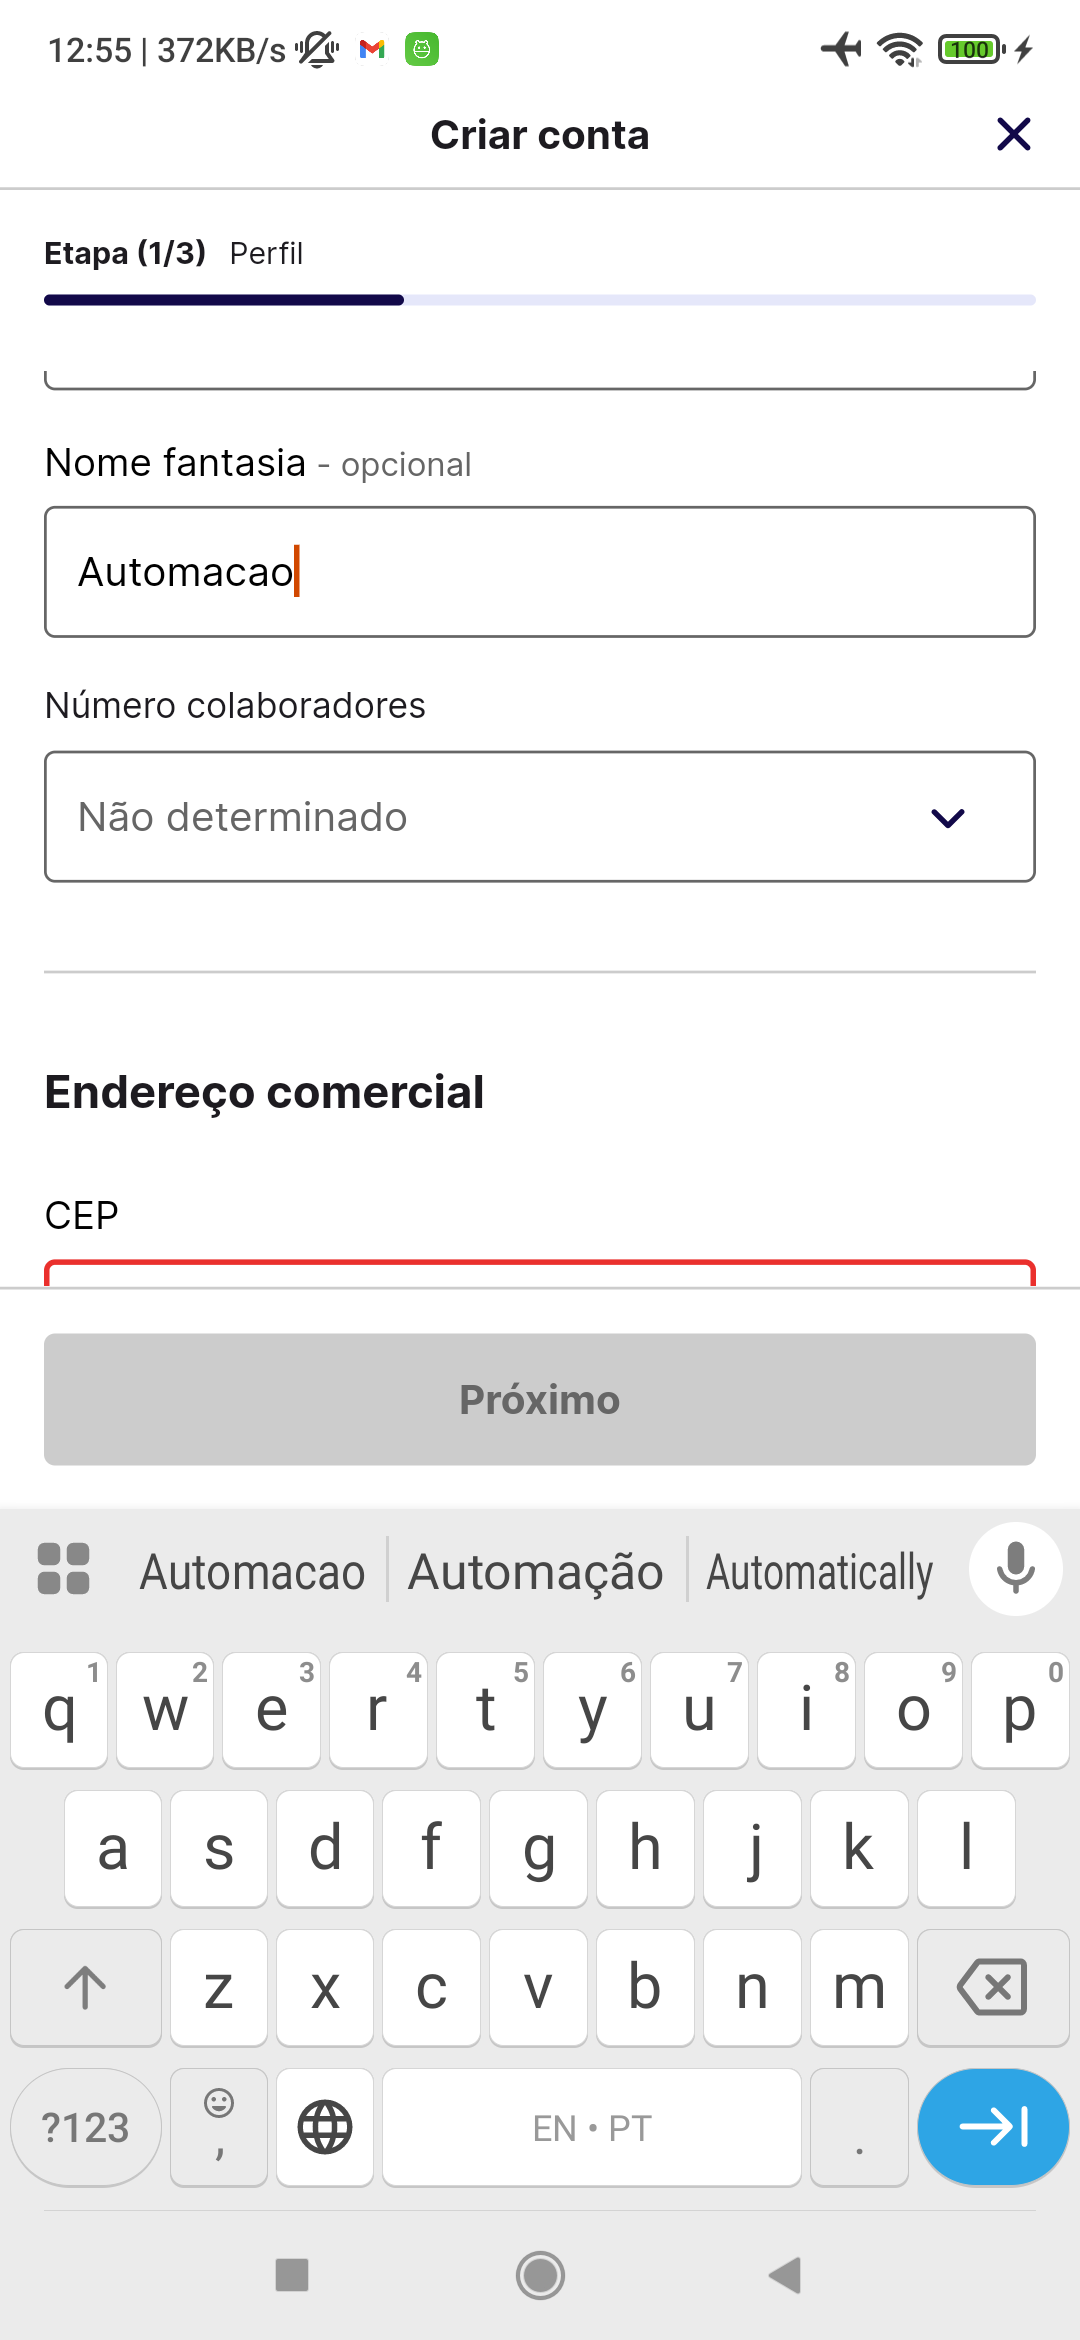 12:55 | 372KB/s
100
Criar conta
Etapa (1/3) Perfil
Nome fantasia - opcional
Automacao
Número colaboradores
Não determinado
Endereço comercial
CEP
Próximo
Automacao Automação Automatically
1 2 3 4 5 6 7 8 9 0
q w e r t y u i o p
a s d f g h j k l
z x c v b n m
?123 , EN • PT .